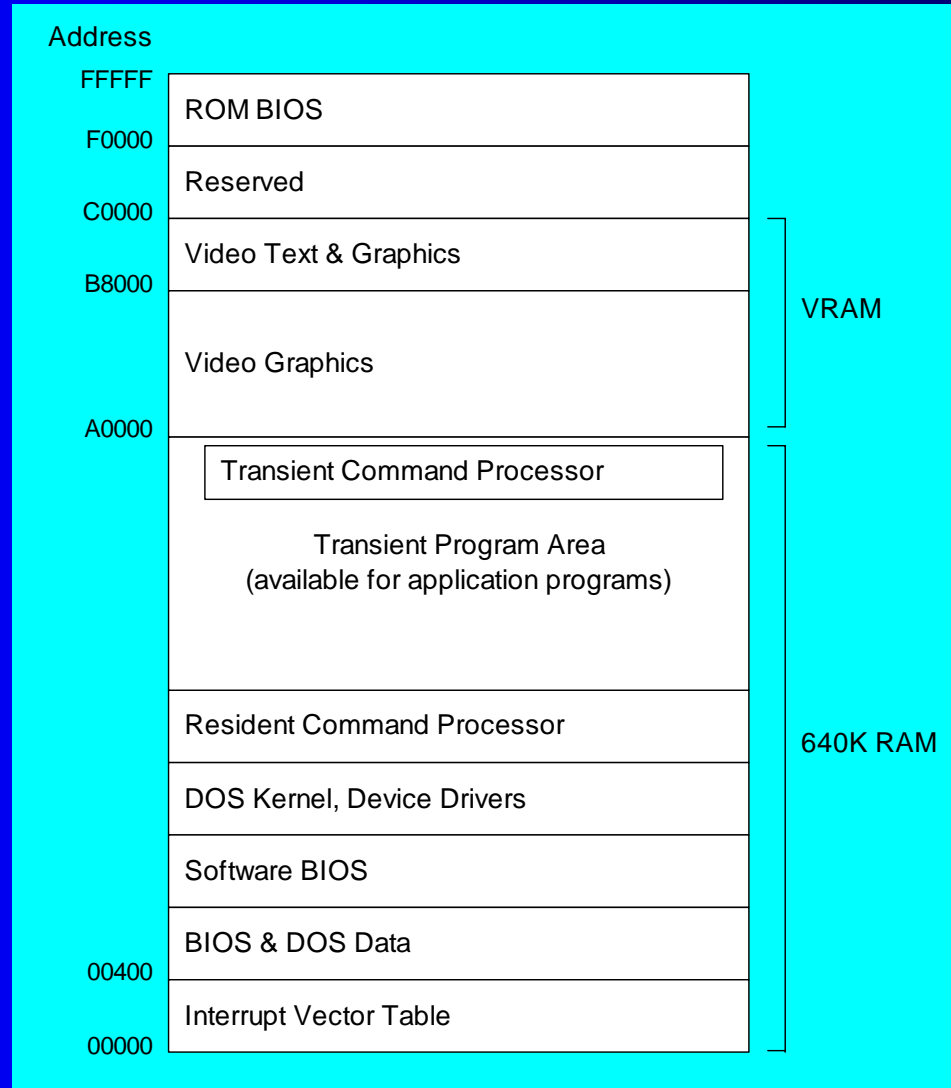 Address
FFFFF
ROM BIOS
F0000
Reserved
C0000
Video Text & Graphics
B8000
VRAM
Video Graphics
A0000
Transient Command Processor
Transient Program Area
(available for application programs)
Resident Command Processor
640K RAM
DOS Kernel, Device Drivers
Software BIOS
BIOS & DOS Data
00400
Interrupt Vector Table
00000